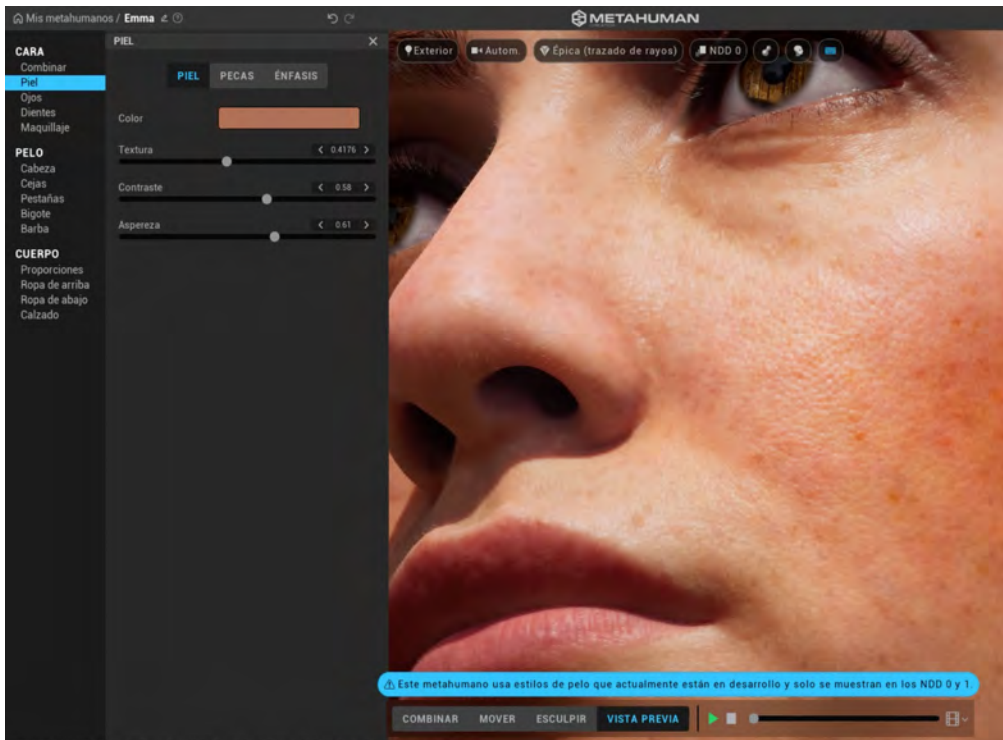 Mis metahumanos / Emma
METAHUMAN
CARA
Combinar
Piel
Ojos
Dientes
Maquillaje
PELO
Cabeza
Cejas
Pestañas
Bigote
Barba
CUERPO
Proporciones
Ropa de arriba
Ropa de abajo
Calzado
PIEL
PIEL PECAS ÉNFASIS
Color
Textura 0.4176
Contraste 0.58
Aspereza 0.61
Exterior Autom. Épica (trazado de rayos) NDD 0
Este metahumano usa estilos de pelo que actualmente están en desarrollo y solo se muestran en los NDD 0 y 1.
COMBINAR MOVER ESCULPIR VISTA PREVIA